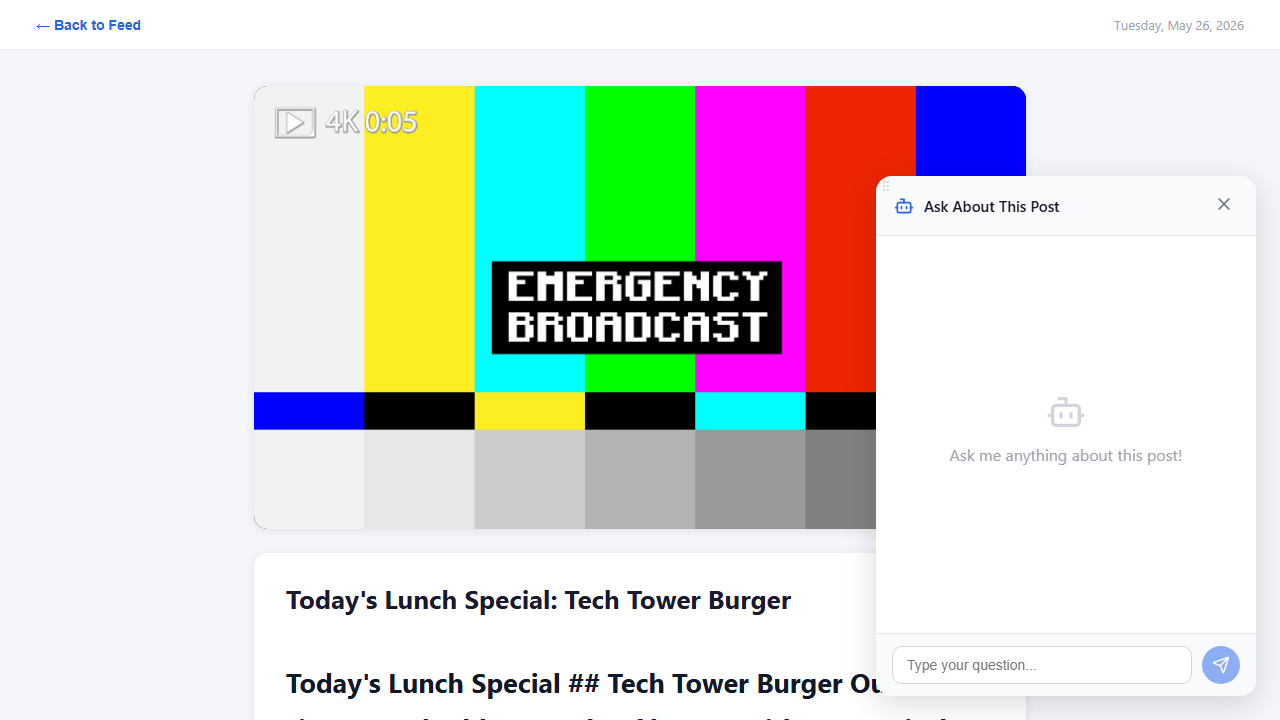 ← Back to Feed
Tuesday, May 26, 2026
4K 0:05
EMERGENCY
BROADCAST
Ask About This Post
Ask me anything about this post!
Type your question...
Today's Lunch Special: Tech Tower Burger
Today's Lunch Special ## Tech Tower Burger